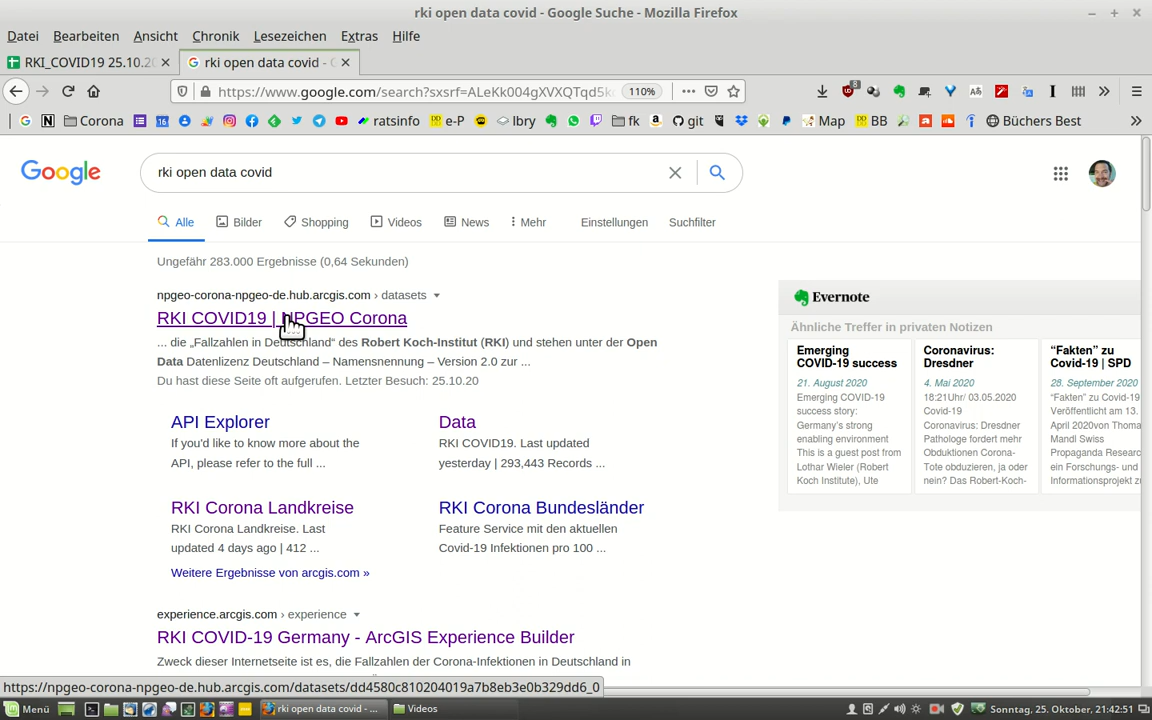 rki open data covid - Google Suche - Mozilla Firefox
Datei Bearbeiten Ansicht Chronik Lesezeichen Extras Hilfe
RKI_COVID19 25.10.20 rki open data covid - G
https://www.google.com/search?sxsrf=ALeKk004gXVXQTqd5k 110%
Corona ratsinfo e-P lbry fk git Map BB Büchers Best
Google
rki open data covid
Alle Bilder Shopping Videos News Mehr Einstellungen Suchfilter
Ungefähr 283.000 Ergebnisse (0,64 Sekunden)
npgeo-corona-npgeo-de.hub.arcgis.com › datasets
RKI COVID19 | NPGEO Corona
... die „Fallzahlen in Deutschland“ des Robert Koch-Institut (RKI) und stehen unter der Open
Data Datenlizenz Deutschland – Namensnennung – Version 2.0 zur ...
Du hast diese Seite oft aufgerufen. Letzter Besuch: 25.10.20
API Explorer
If you'd like to know more about the
API, please refer to the full ...
Data
RKI COVID19. Last updated
yesterday | 293,443 Records ...
RKI Corona Landkreise
RKI Corona Landkreise. Last
updated 4 days ago | 412 ...
RKI Corona Bundesländer
Feature Service mit den aktuellen
Covid-19 Infektionen pro 100 ...
Weitere Ergebnisse von arcgis.com »
experience.arcgis.com › experience
RKI COVID-19 Germany - ArcGIS Experience Builder
Zweck dieser Internetseite ist es, die Fallzahlen der Corona-Infektionen in Deutschland in
Evernote
Ähnliche Treffer in privaten Notizen
Emerging
COVID-19 success
21. August 2020
Emerging COVID-19
success story:
Germany's strong
enabling environment
This is a guest post from
Lothar Wieler (Robert
Koch Institute), Ute
Coronavirus:
Dresdner
4. Mai 2020
18:21Uhr/ 03.05.2020
Covid-19
Coronavirus: Dresdner
Pathologe fordert mehr
Obduktionen Corona-
Tote obduzieren, ja oder
nein? Das Robert-Koch-
“Fakten” zu
Covid-19 | SPD
28. September 2020
“Fakten” zu Covid-19
Veröffentlicht am 13.
April 2020von Thoma
Mandl Swiss
Propaganda Researc
ein Forschungs- und
Informationsprojekt z
https://npgeo-corona-npgeo-de.hub.arcgis.com/datasets/dd4580c810204019a7b8eb3e0b329dd6_0
Menü rki open data covid - ... Videos Sonntag, 25. Oktober, 21:42:51